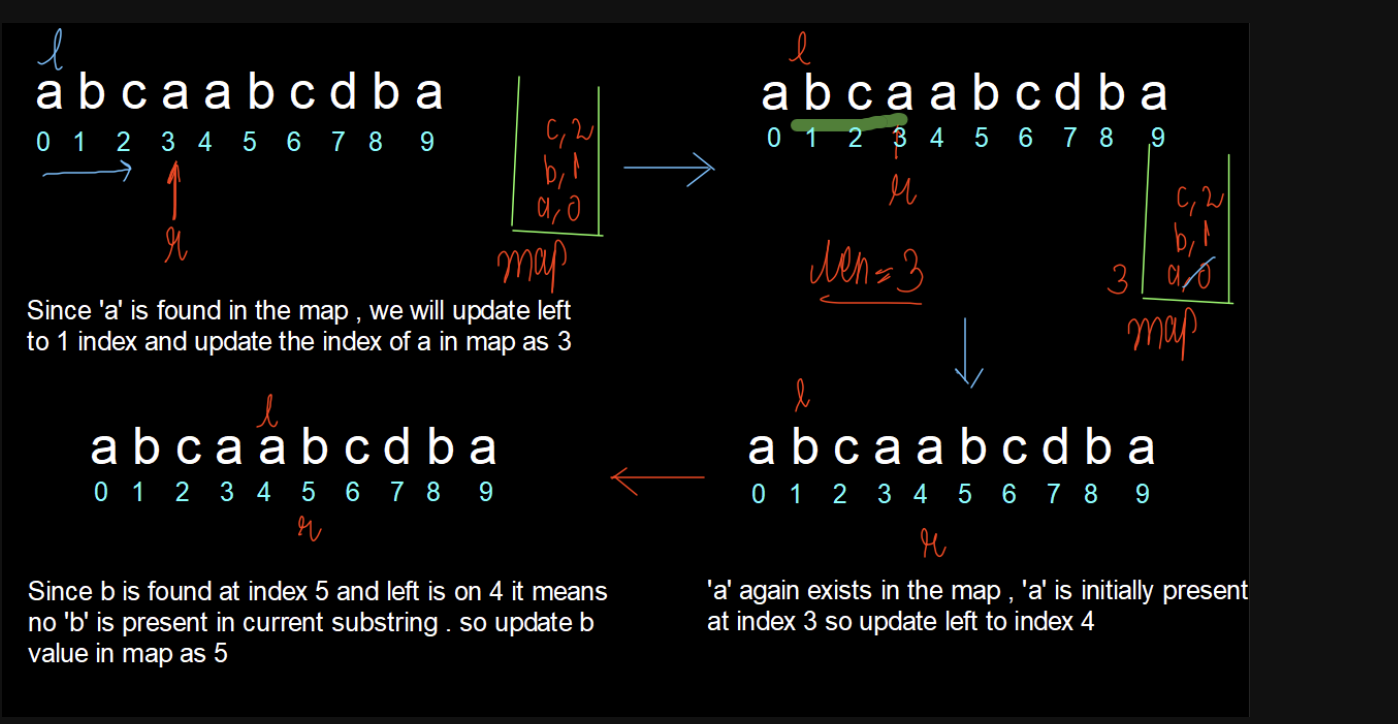 l
a b c a a b c d b a
0 1 2 3 4 5 6 7 8 9
r
c, 2
b, 1
a, 0
map
Since 'a' is found in the map , we will update left
to 1 index and update the index of a in map as 3
l
a b c a a b c d b a
0 1 2 3 4 5 6 7 8 9
r
len = 3
c, 2
b, 1
3 a, 0
map
l
a b c a a b c d b a
0 1 2 3 4 5 6 7 8 9
r
'a' again exists in the map , 'a' is initially present
at index 3 so update left to index 4
l
a b c a a b c d b a
0 1 2 3 4 5 6 7 8 9
r
Since b is found at index 5 and left is on 4 it means
no 'b' is present in current substring . so update b
value in map as 5